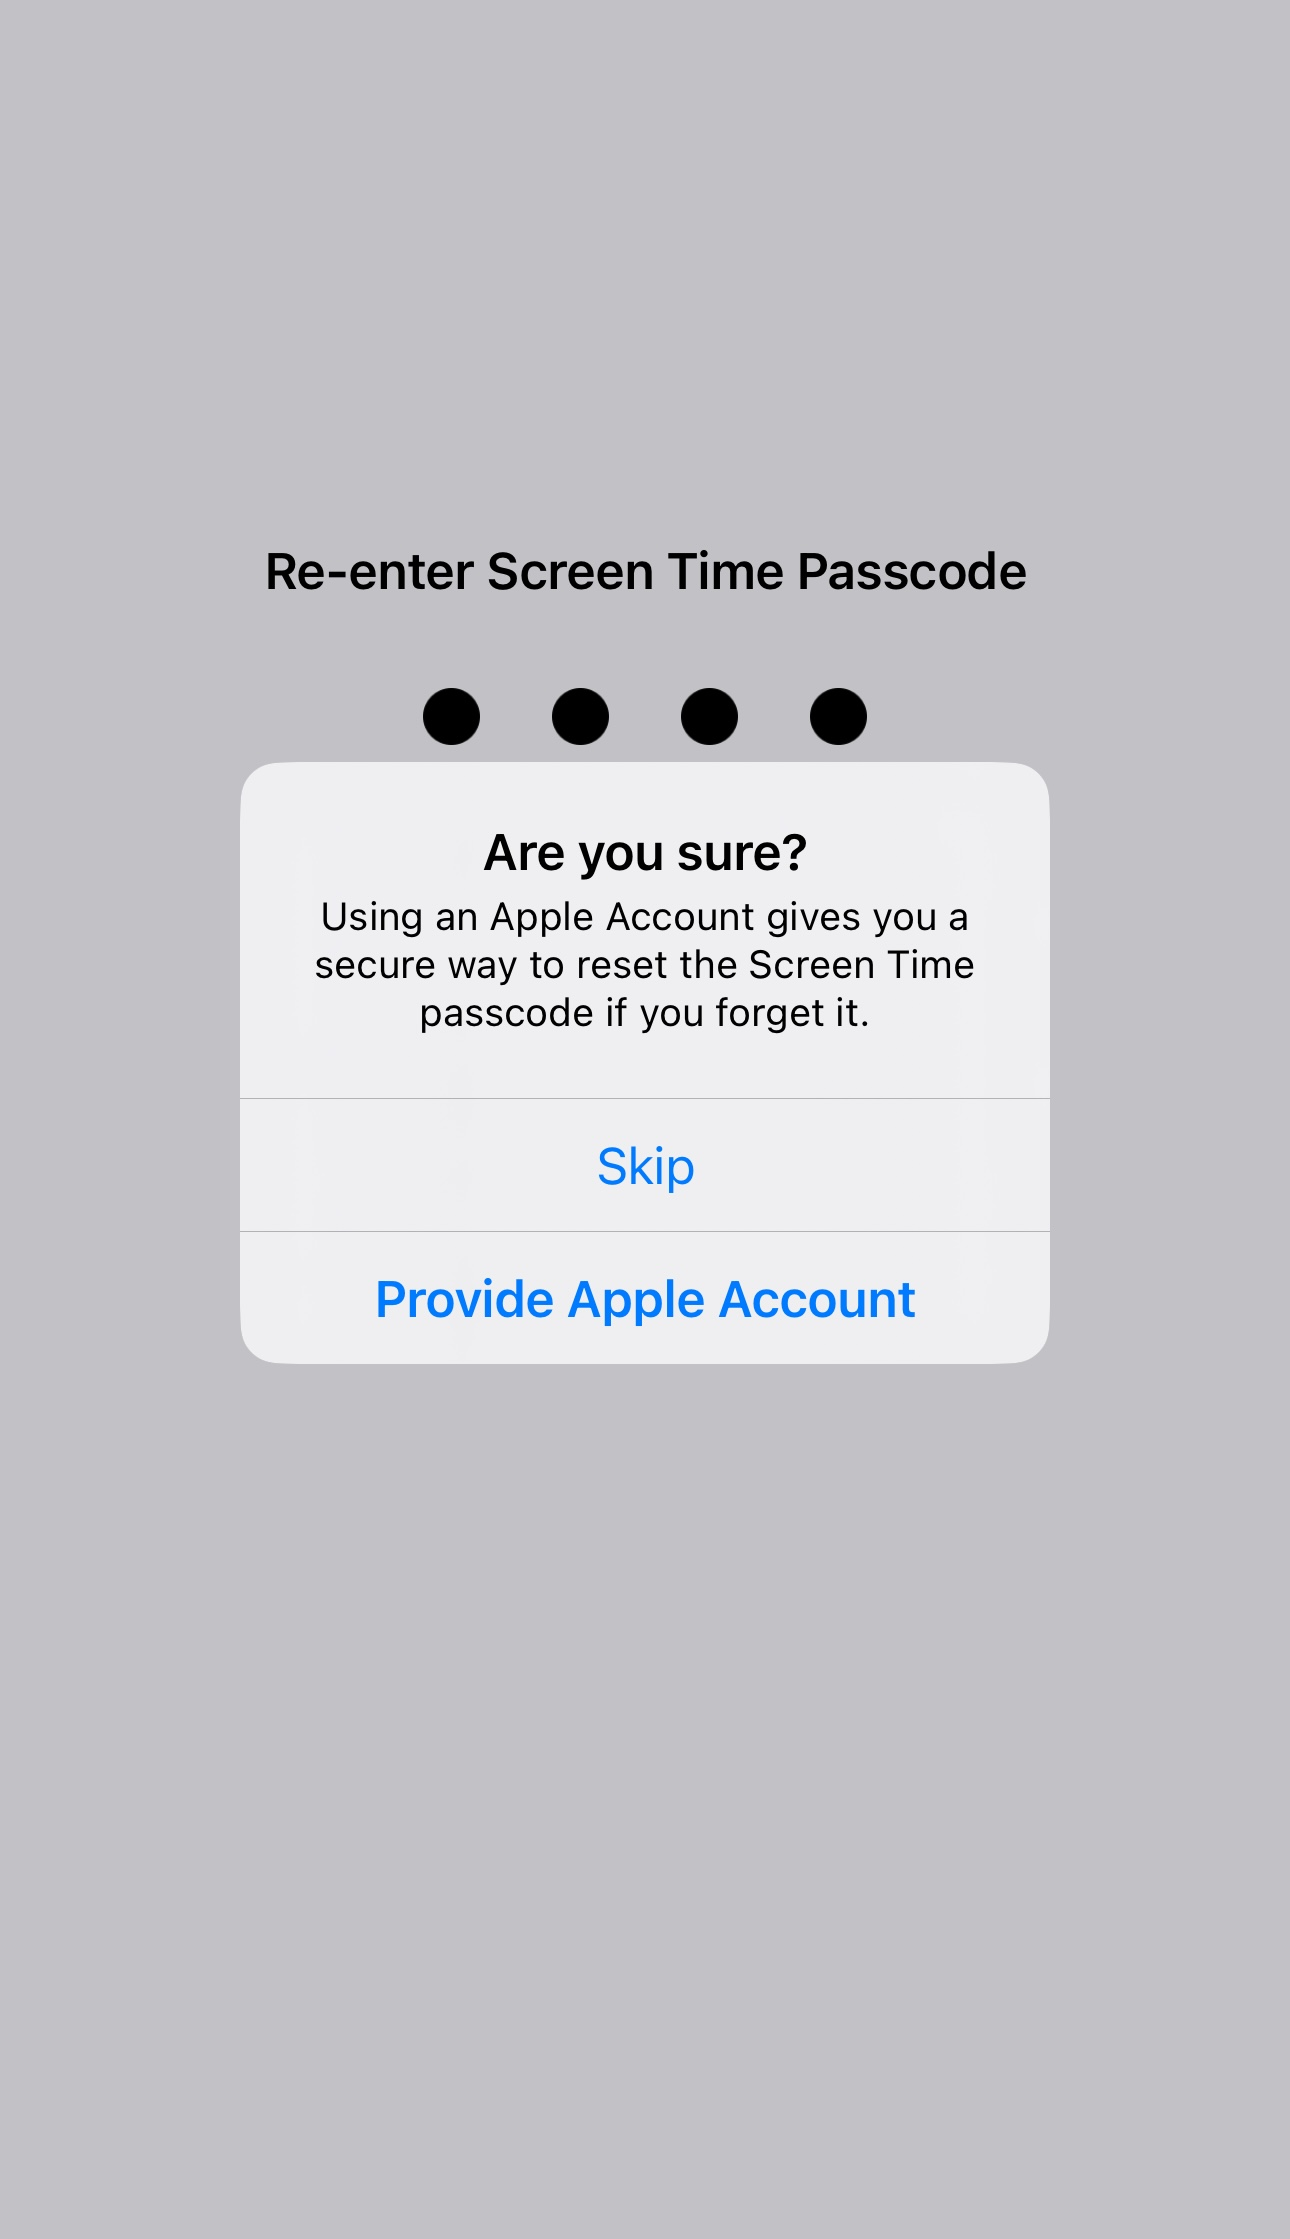 Re-enter Screen Time Passcode
Are you sure?
Using an Apple Account gives you a
secure way to reset the Screen Time
passcode if you forget it.
Skip
Provide Apple Account